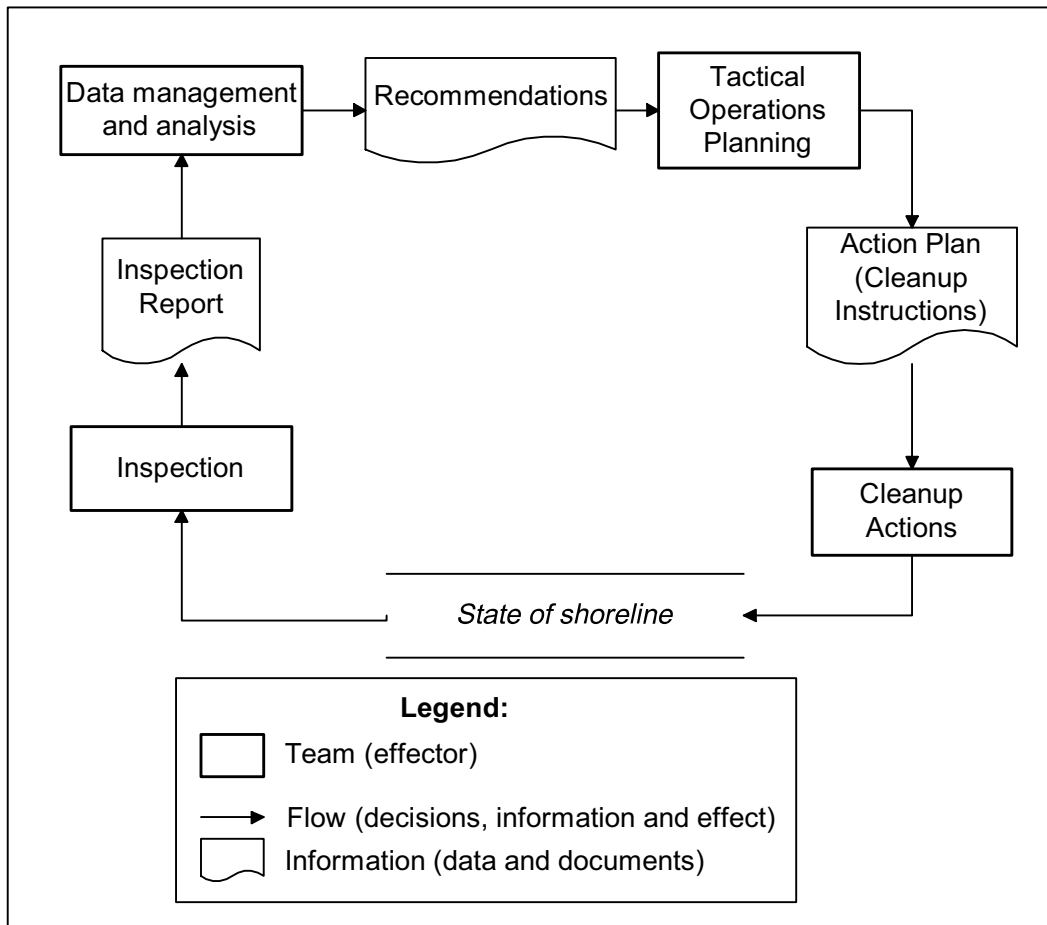 Data management
and analysis
Recommendations
Tactical
Operations
Planning
Inspection
Report
Action Plan
(Cleanup
Instructions)
Inspection
Cleanup
Actions
State of shoreline
Legend:
Team (effector)
Flow (decisions, information and effect)
Information (data and documents)